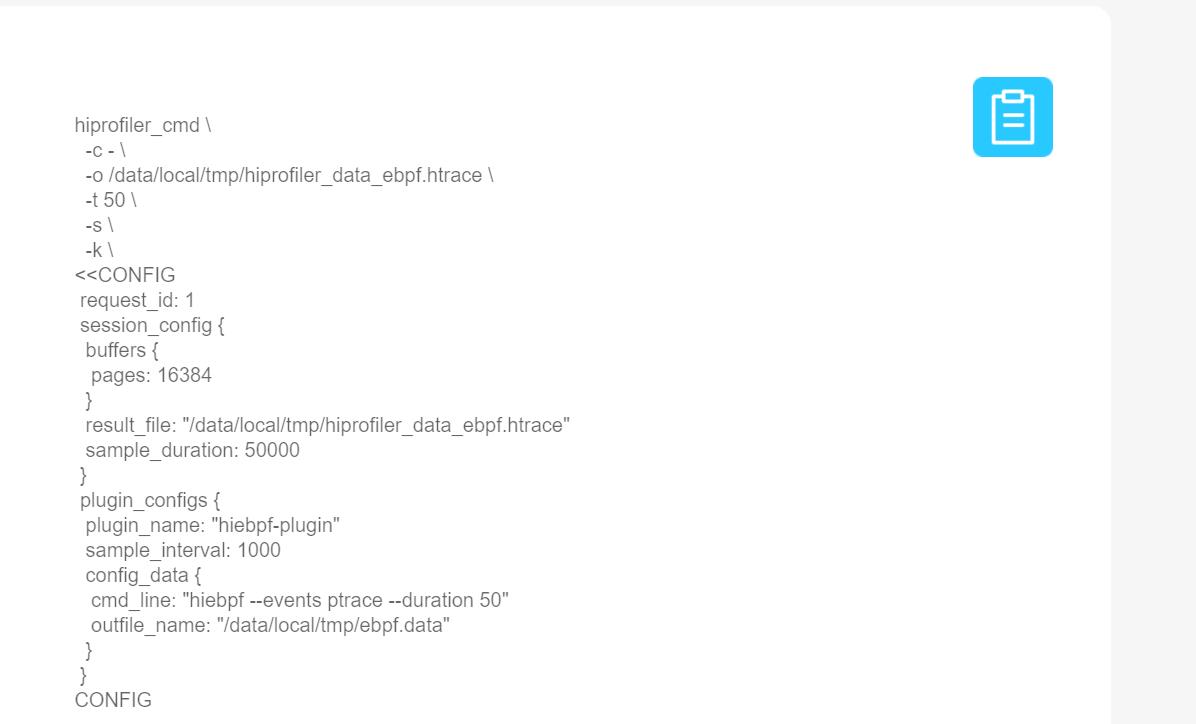 hiprofiler_cmd \
-c - \
-o /data/local/tmp/hiprofiler_data_ebpf.htrace \
-t 50 \
-s \
-k \
<<CONFIG
request_id: 1
session_config {
buffers {
pages: 16384
}
result_file: "/data/local/tmp/hiprofiler_data_ebpf.htrace"
sample_duration: 50000
}
plugin_configs {
plugin_name: "hiebpf-plugin"
sample_interval: 1000
config_data {
cmd_line: "hiebpf --events ptrace --duration 50"
outfile_name: "/data/local/tmp/ebpf.data"
}
}
CONFIG